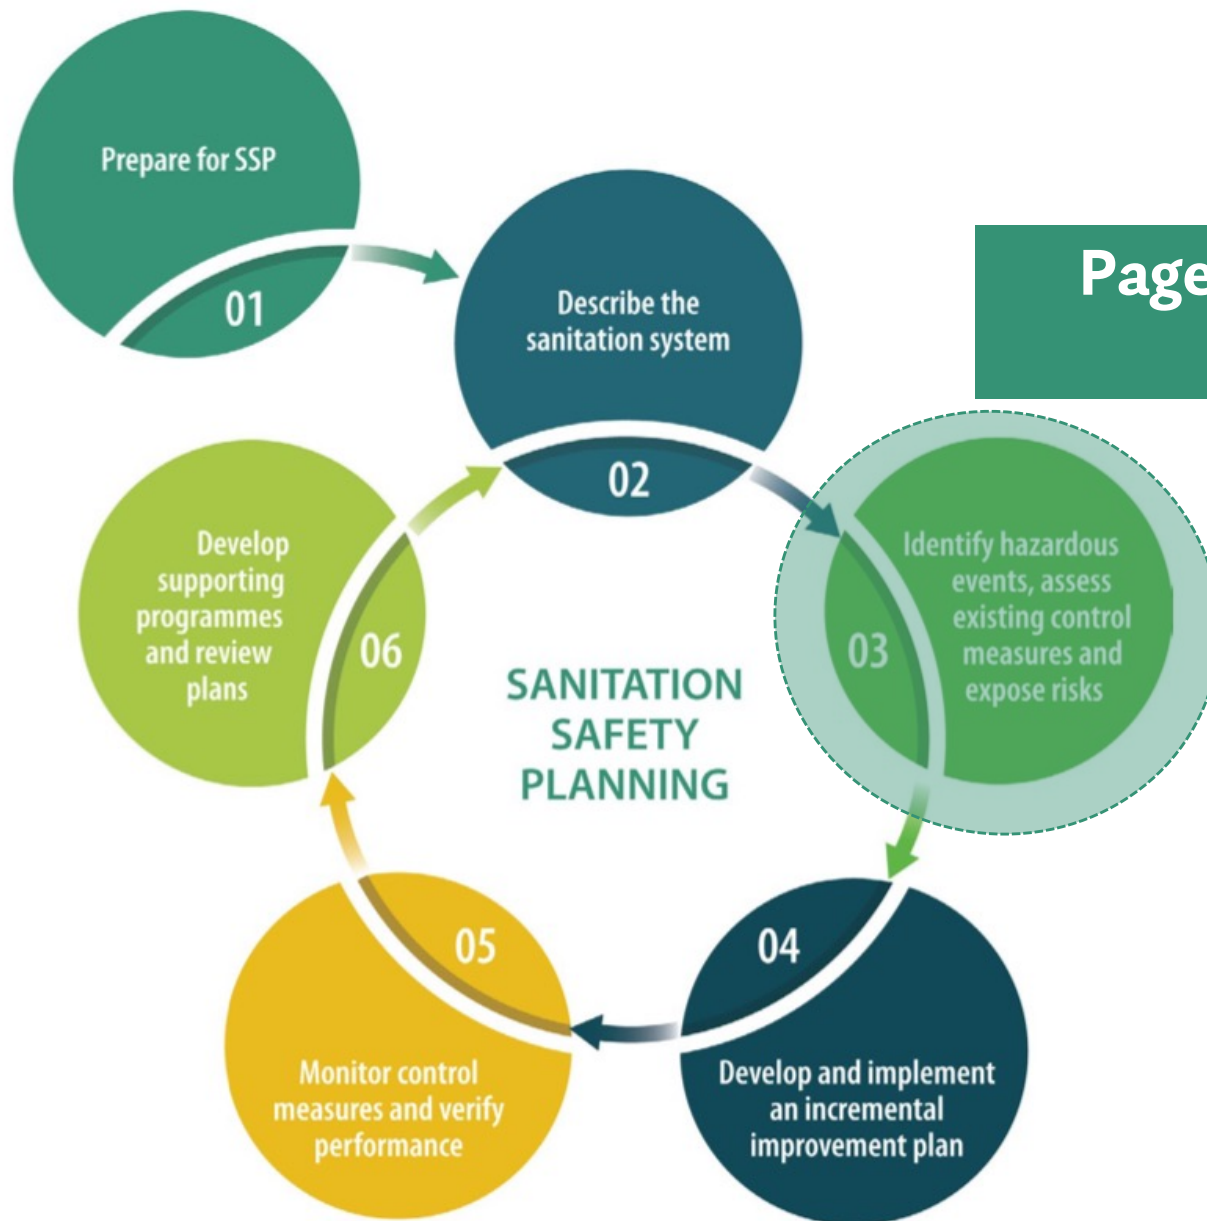 Prepare for SSP
01
Describe the
sanitation system
02
Page
Identify hazardous
events, assess
existing control
measures and
expose risks
03
Develop and implement
an incremental
improvement plan
04
Monitor control
measures and verify
performance
05
Develop
supporting
programmes
and review
plans
06
SANITATION
SAFETY
PLANNING